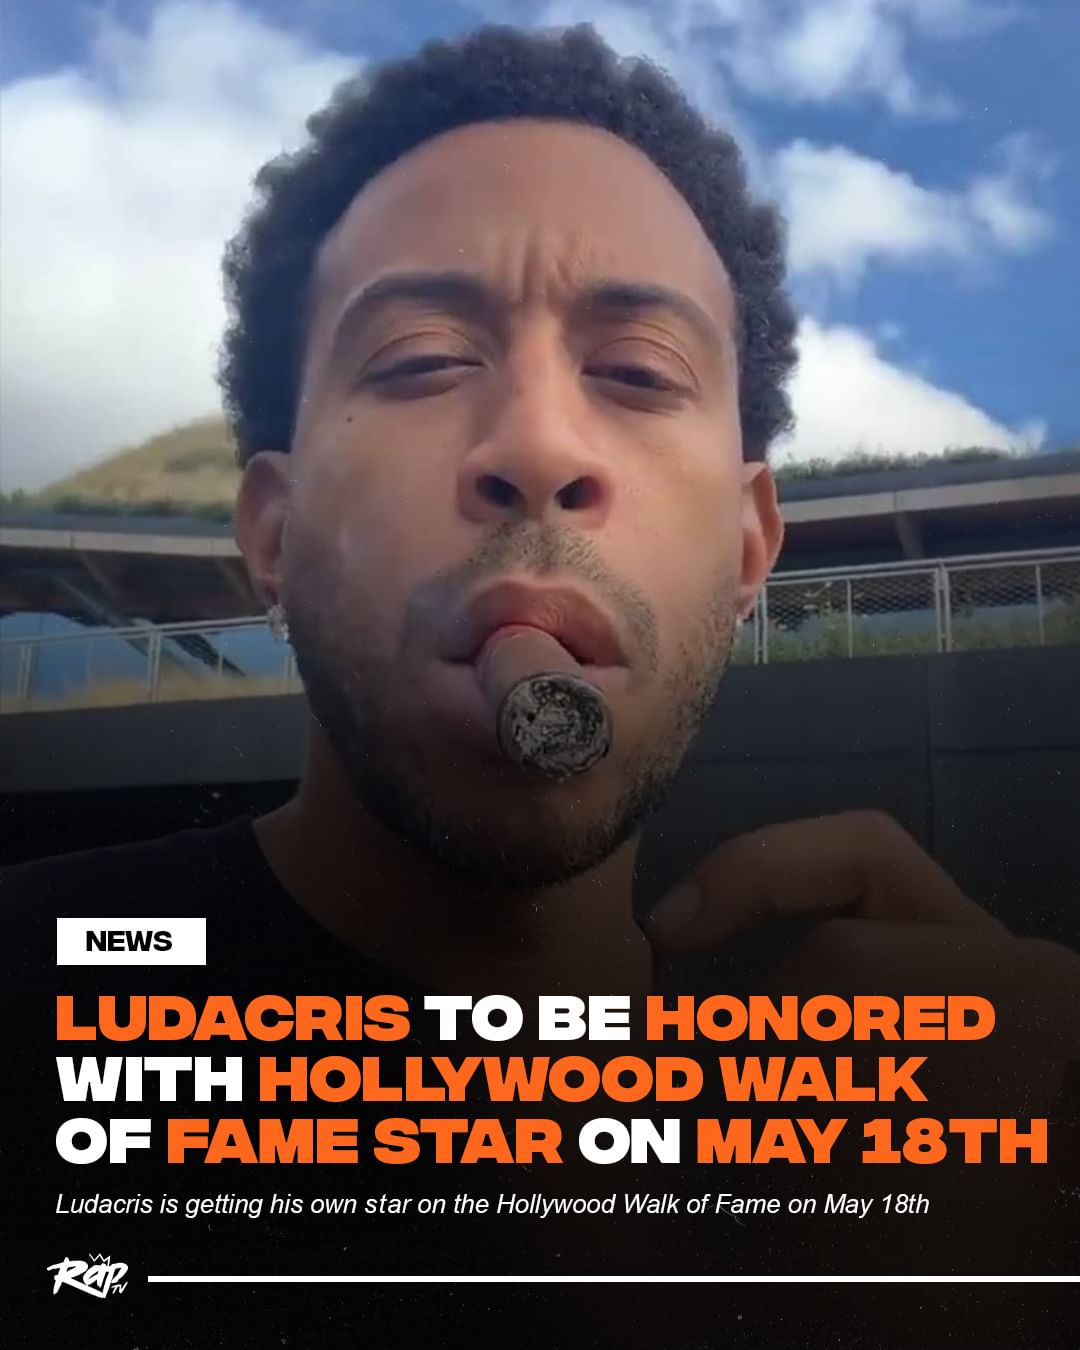 NEWS
LUDACRIS TO BE HONORED
WITH HOLLYWOOD WALK
OF FAME STAR ON MAY 18TH
Ludacris is getting his own star on the Hollywood Walk of Fame on May 18th
Rap TV